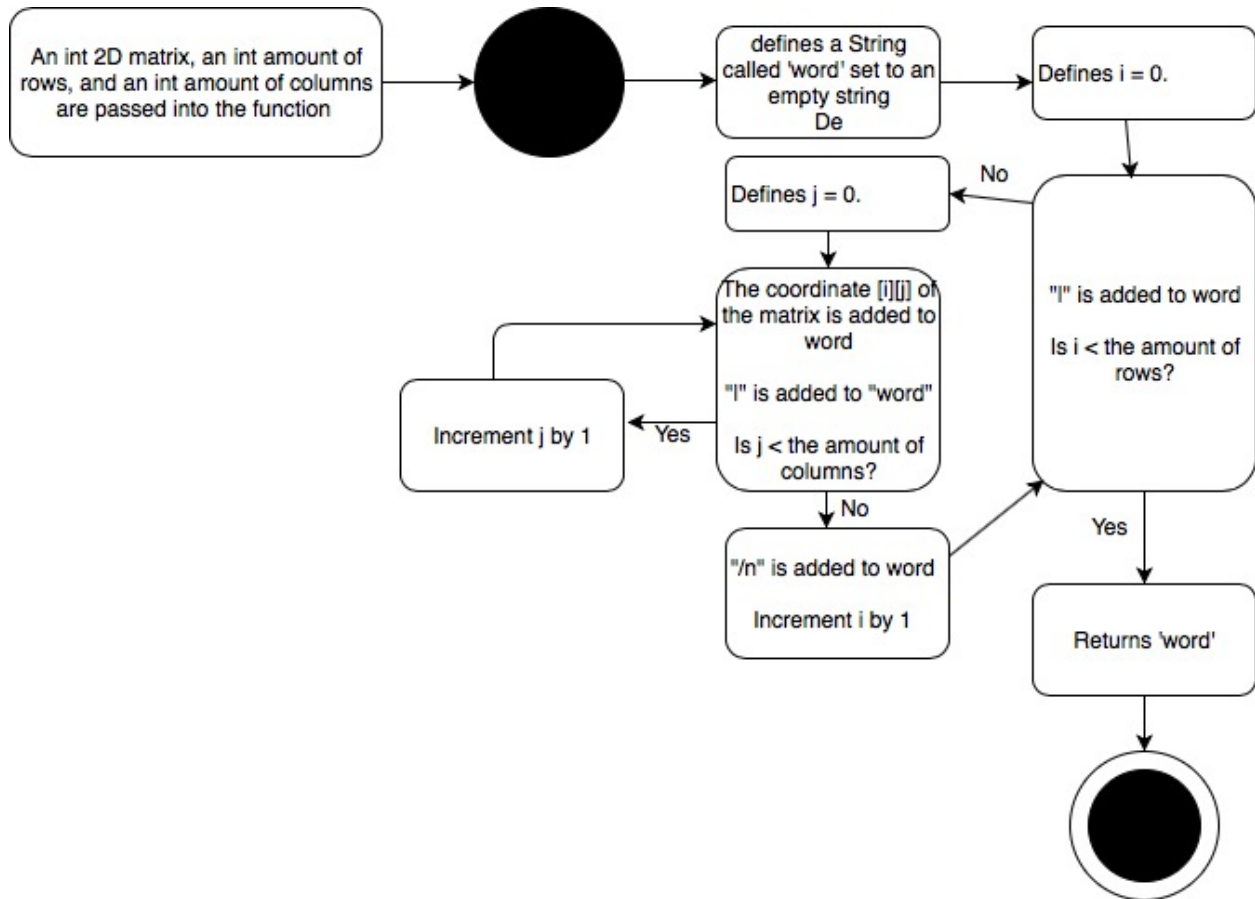 An int 2D matrix, an int amount of
rows, and an int amount of columns
are passed into the function
defines a String
called 'word' set to an
empty string
De
Defines i = 0.
No
Defines j = 0.
"|" is added to word
Is i < the amount of
rows?
The coordinate [i][j] of
the matrix is added to
word
"|" is added to "word"
Is j < the amount of
columns?
Yes
Increment j by 1
No
"/n" is added to word
Increment i by 1
Yes
Returns 'word'